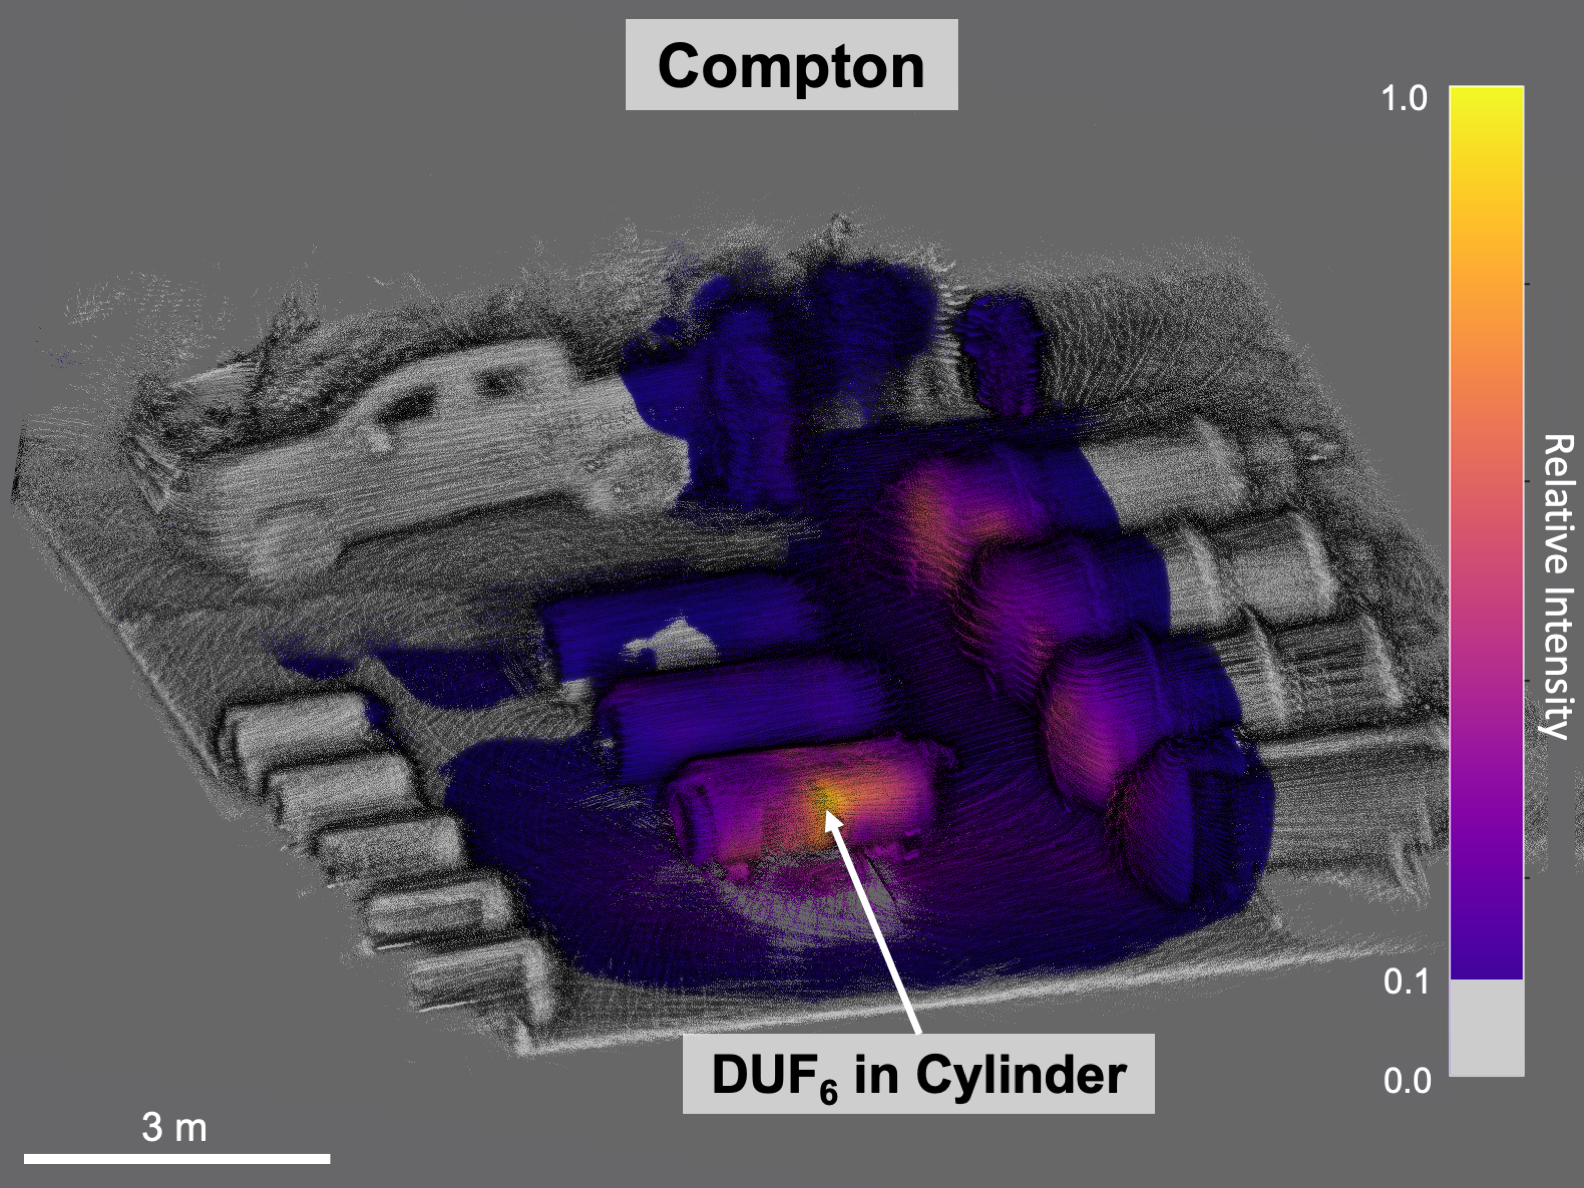 Compton
1.0
Relative Intensity
0.1
0.0
DUF₆ in Cylinder
3 m